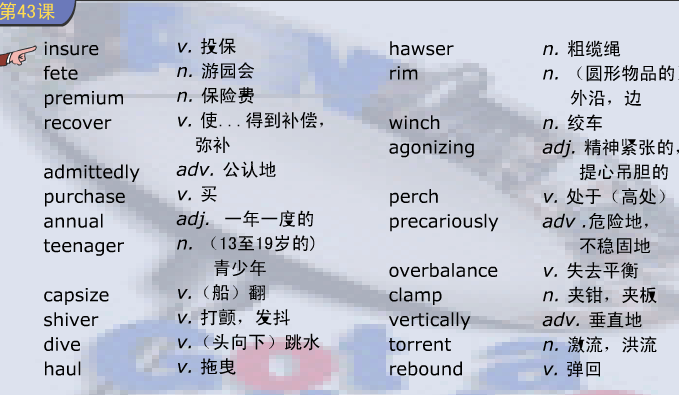 第43课
insure v. 投保
fete n. 游园会
premium n. 保险费
recover v. 使...得到补偿，
弥补
admittedly adv. 公认地
purchase v. 买
annual adj. 一年一度的
teenager n. （13至19岁的)
青少年
capsize v.（船）翻
shiver v. 打颤，发抖
dive v.（头向下）跳水
haul v. 拖曳
hawser n. 粗缆绳
rim n. （圆形物品的
外沿，边
winch n. 绞车
agonizing adj. 精神紧张的，
提心吊胆的
perch v. 处于（高处）
precariously adv .危险地，
不稳固地
overbalance v. 失去平衡
clamp n. 夹钳，夹板
vertically adv. 垂直地
torrent n. 激流，洪流
rebound v. 弹回